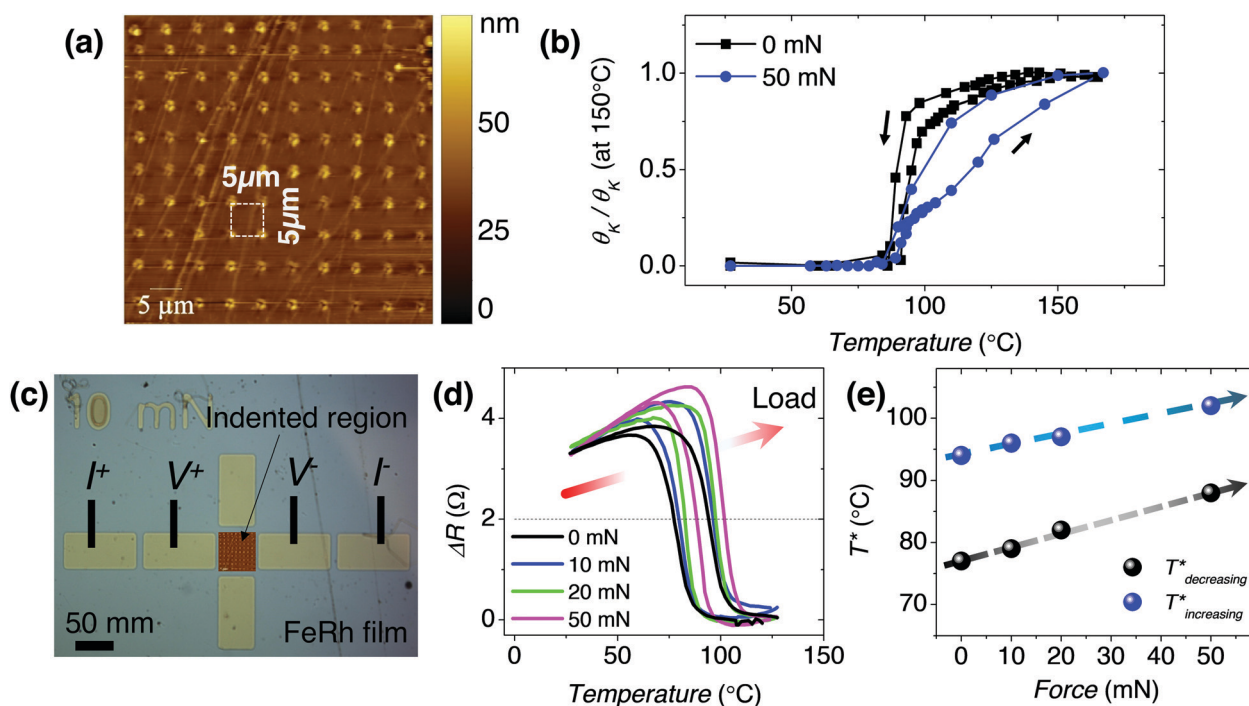 (a)
nm
50
25
0
5μm
5μm
5 μm
(b)
0 mN
50 mN
1.0
0.5
0.0
θK / θK (at 150°C)
50
100
150
Temperature (°C)
(c)
10 mN
Indented region
I+
V+
V-
I-
50 mm
FeRh film
(d)
Load
4
2
0
ΔR (Ω)
0 mN
10 mN
20 mN
50 mN
0
50
100
150
Temperature (°C)
(e)
100
90
80
70
T* (°C)
T*decreasing
T*increasing
0
10
20
30
40
50
Force (mN)